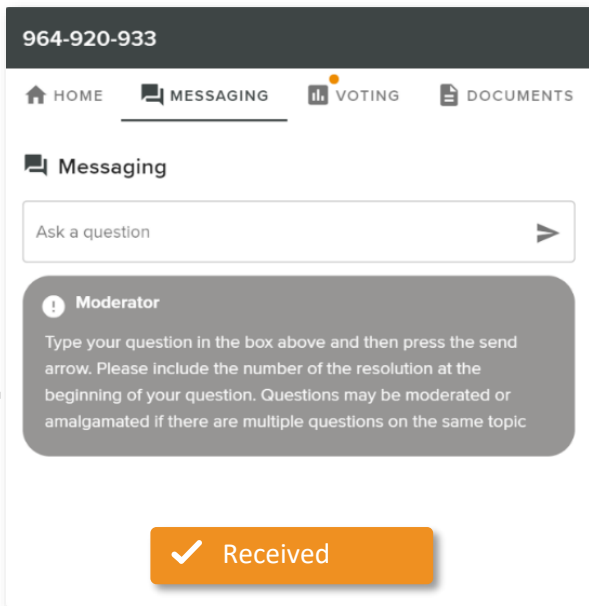 964-920-933
HOME MESSAGING VOTING DOCUMENTS
Messaging
Ask a question
Moderator
Type your question in the box above and then press the send
arrow. Please include the number of the resolution at the
beginning of your question. Questions may be moderated or
amalgamated if there are multiple questions on the same topic
Received